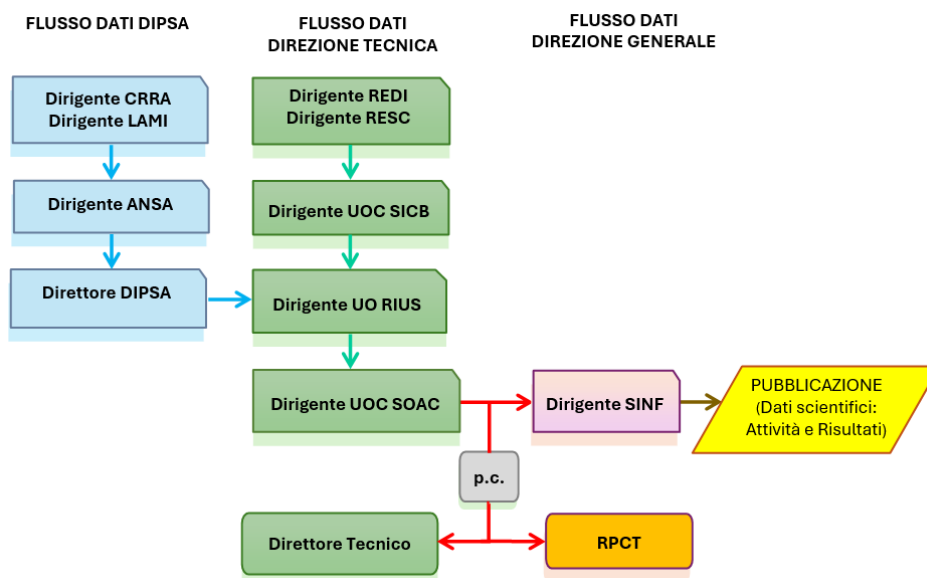 FLUSSO DATI DIPSA
FLUSSO DATI
DIREZIONE TECNICA
FLUSSO DATI
DIREZIONE GENERALE
Dirigente CRRA
Dirigente LAMI
Dirigente REDI
Dirigente RESC
Dirigente ANSA
Dirigente UOC SICB
Direttore DIPSA
Dirigente UO RIUS
Dirigente UOC SOAC
Dirigente SINF
PUBBLICAZIONE
(Dati scientifici:
Attività e Risultati)
p.c.
Direttore Tecnico
RPCT